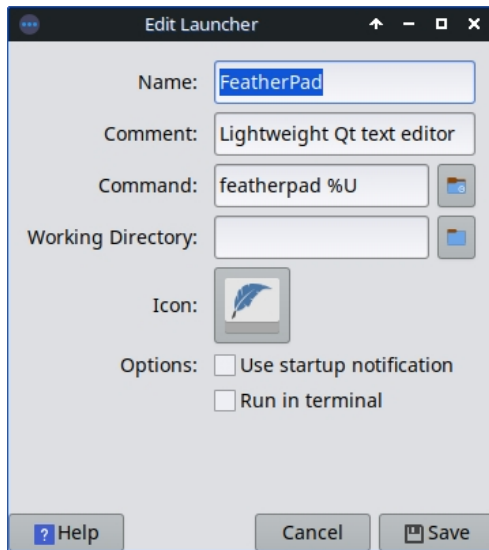 Edit Launcher
Name: FeatherPad
Comment: Lightweight Qt text editor
Command: featherpad %U
Working Directory:
Icon:
Options: Use startup notification
Run in terminal
? Help Cancel Save